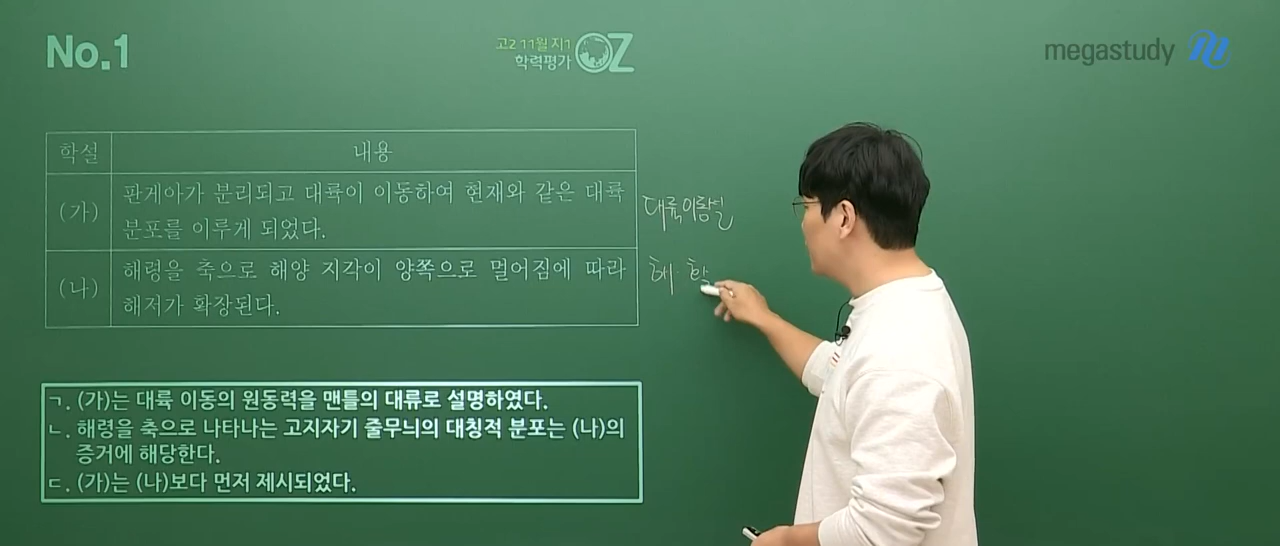 No.1
고2 11월 지1
학력평가
OZ
megastudy
학설
내용
(가)
판게아가 분리되고 대륙이 이동하여 현재와 같은 대륙
분포를 이루게 되었다.
대륙이동설
(나)
해령을 축으로 해양 지각이 양쪽으로 멀어짐에 따라
해저가 확장된다.
해·확
ㄱ. (가)는 대륙 이동의 원동력을 맨틀의 대류로 설명하였다.
ㄴ. 해령을 축으로 나타나는 고지자기 줄무늬의 대칭적 분포는 (나)의
증거에 해당한다.
ㄷ. (가)는 (나)보다 먼저 제시되었다.